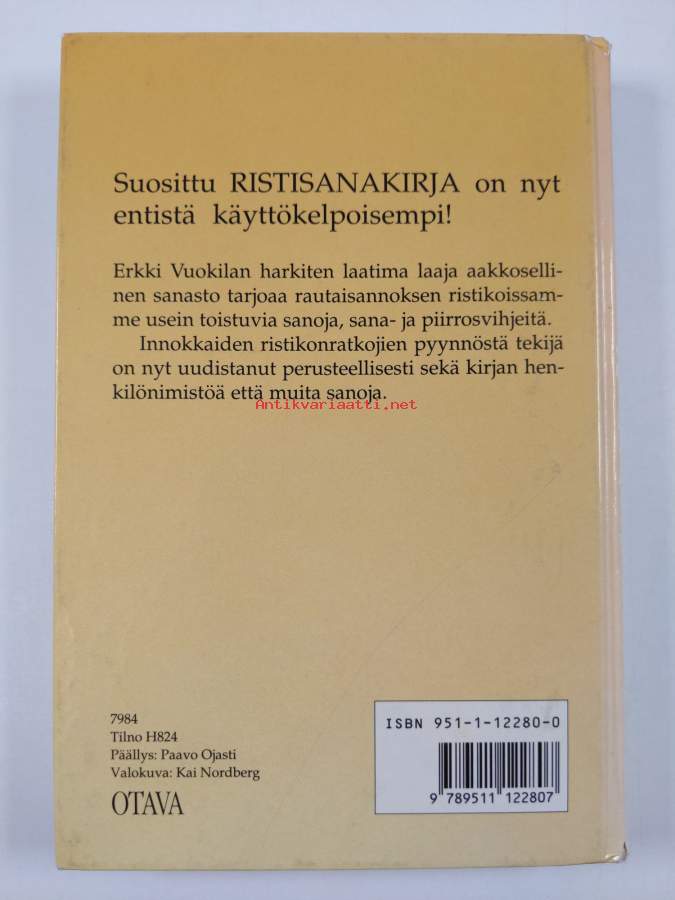 Suosittu RISTISANAKIRJA on nyt
entistä käyttökelpoisempi!
Erkki Vuokilan harkiten laatima laaja aakkoselli-
nen sanasto tarjoaa rautaisannoksen ristikoissam-
me usein toistuvia sanoja, sana- ja piirrosvihjeitä.
Innokkaiden ristikonratkojien pyynnöstä tekijä
on nyt uudistanut perusteellisesti sekä kirjan hen-
kilönimistöä että muita sanoja.
Antikvariaatti.net
7984
Tilno H824
Päällys: Paavo Ojasti
Valokuva: Kai Nordberg
OTAVA
ISBN 951-1-12280-0
9 789511 122807